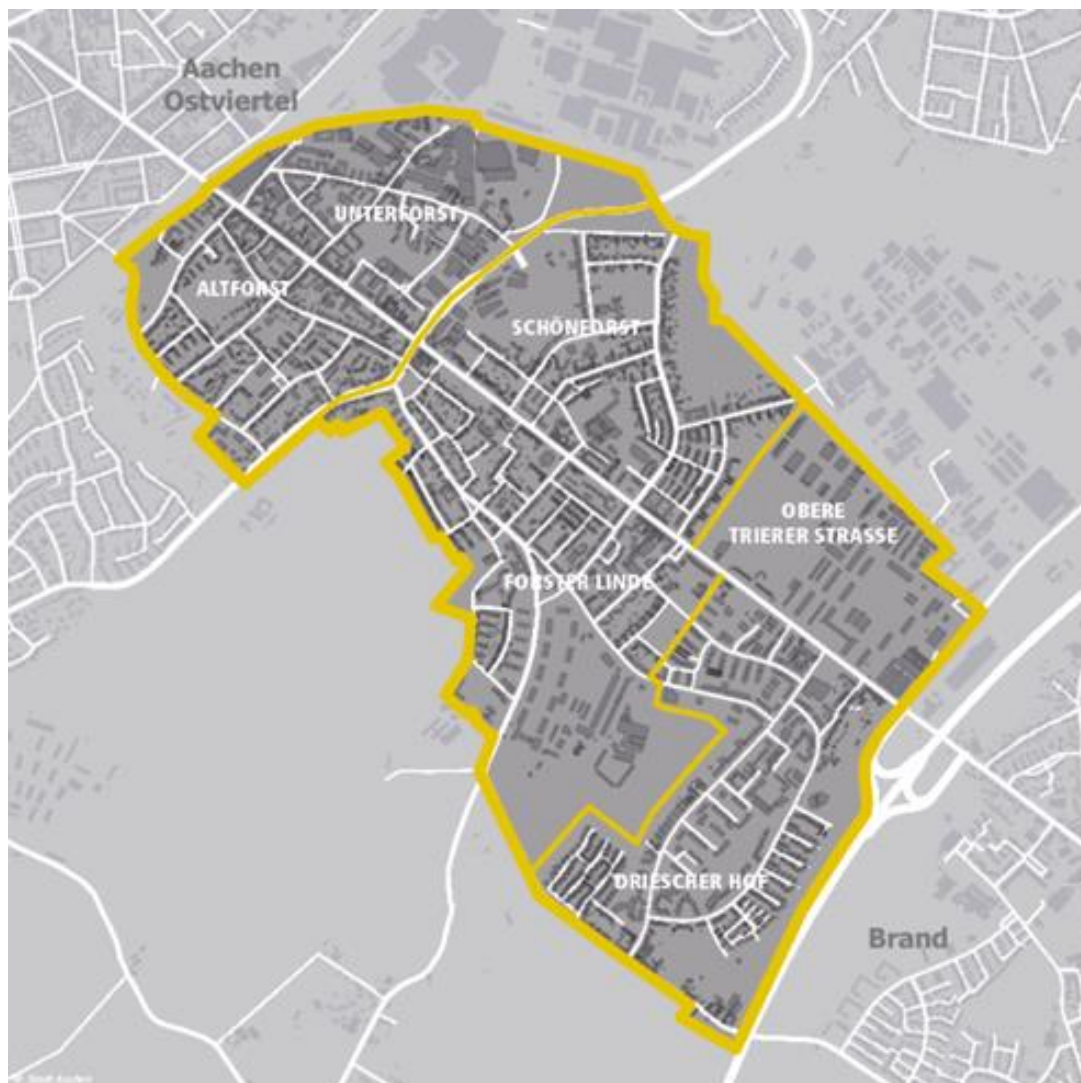 Aachen
Ostviertel
UNTERFORST
ALTFORST
SCHÖNFORST
OBERE
TRIERER STRASSE
FORSTER LINDE
DRIESCHER HOF
Brand